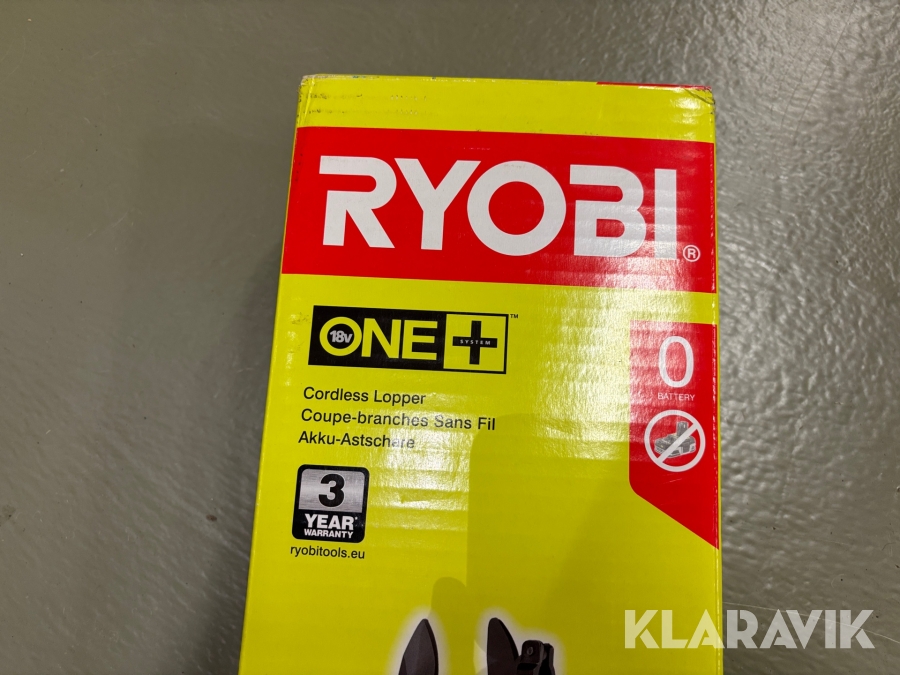 RYOBI®
18V ONE+ SYSTEM™
0
BATTERY
Cordless Lopper
Coupe-branches Sans Fil
Akku-Astschere
3
YEAR*
WARRANTY
ryobitools.eu
KLARAVIK